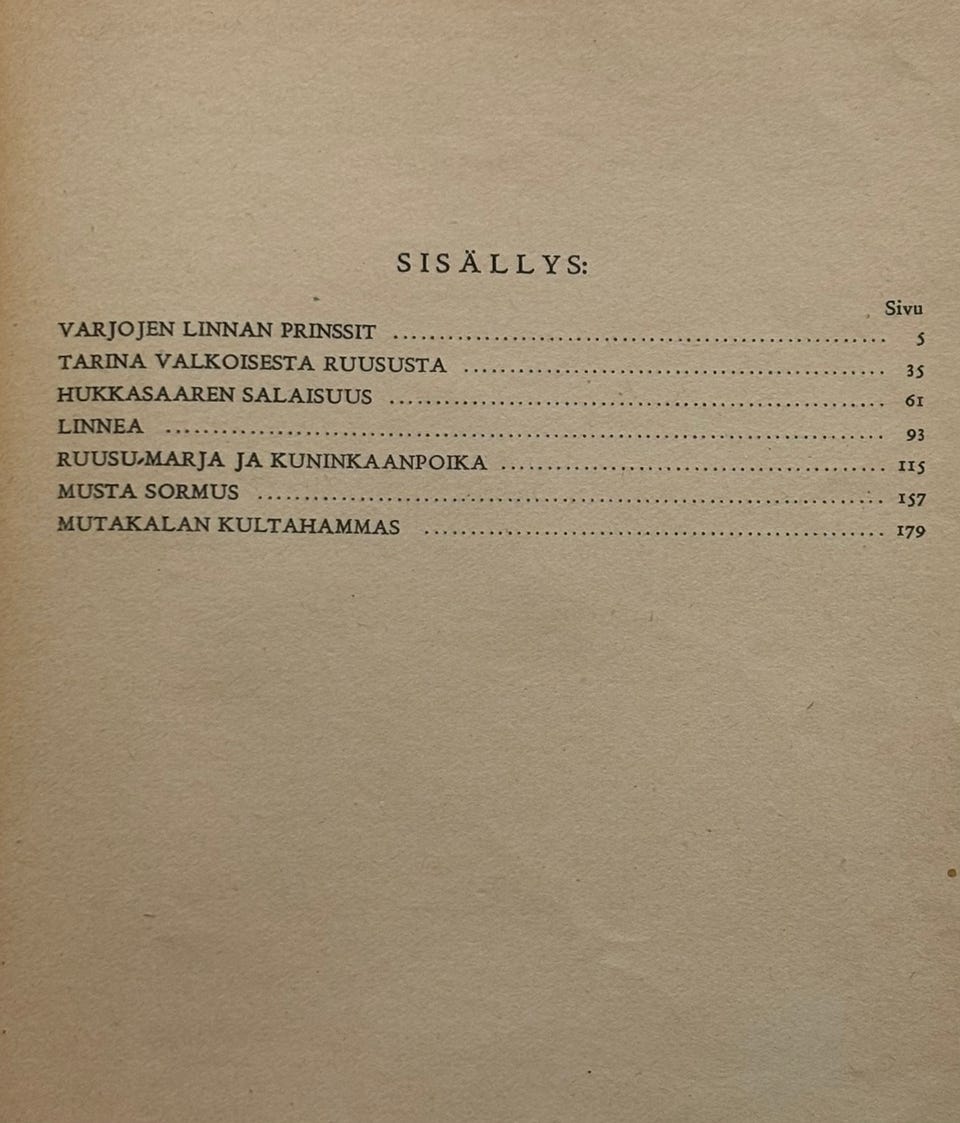 SISÄLLYS:
Sivu
VARJOJEN LINNAN PRINSSIT ........................................................ 5
TARINA VALKOISESTA RUUSUSTA ................................................ 35
HUKKASAAREN SALAISUUS ........................................................ 61
LINNEA .................................................................................. 93
RUUSU-MARJA JA KUNINKAANPOIKA ............................................ 115
MUSTA SORMUS ...................................................................... 157
MUTAKALAN KULTAHAMMAS .................................................... 179